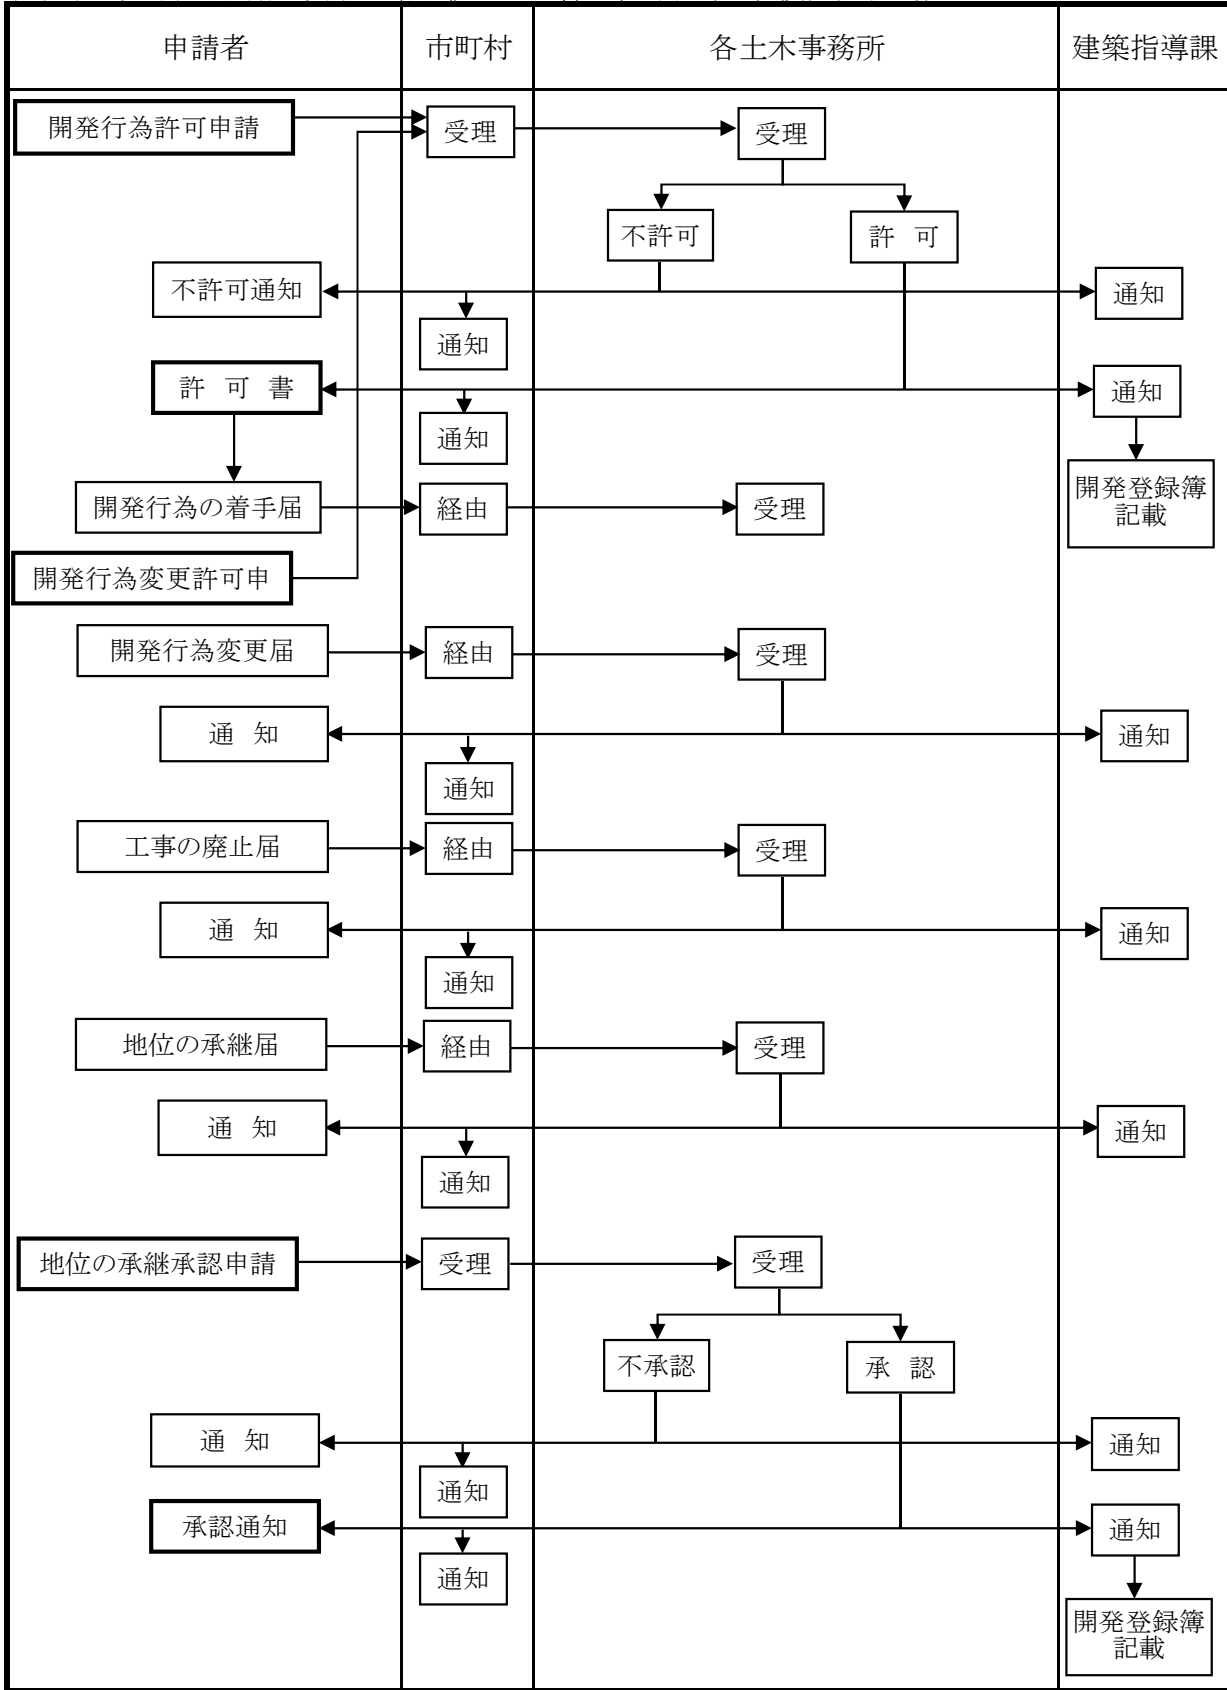 申請者 市町村 各土木事務所 建築指導課
開発行為許可申請 受理 受理
不許可 許 可
不許可通知 通知
通知
許 可 書 通知
通知
開発行為の着手届 経由 受理 開発登録簿
記載
開発行為変更許可申
開発行為変更届 経由 受理
通 知 通知
通知
工事の廃止届 経由 受理
通 知 通知
通知
地位の承継届 経由 受理
通 知 通知
通知
地位の承継承認申請 受理 受理
不承認 承 認
通 知 通知
通知
承認通知 通知
通知
開発登録簿
記載